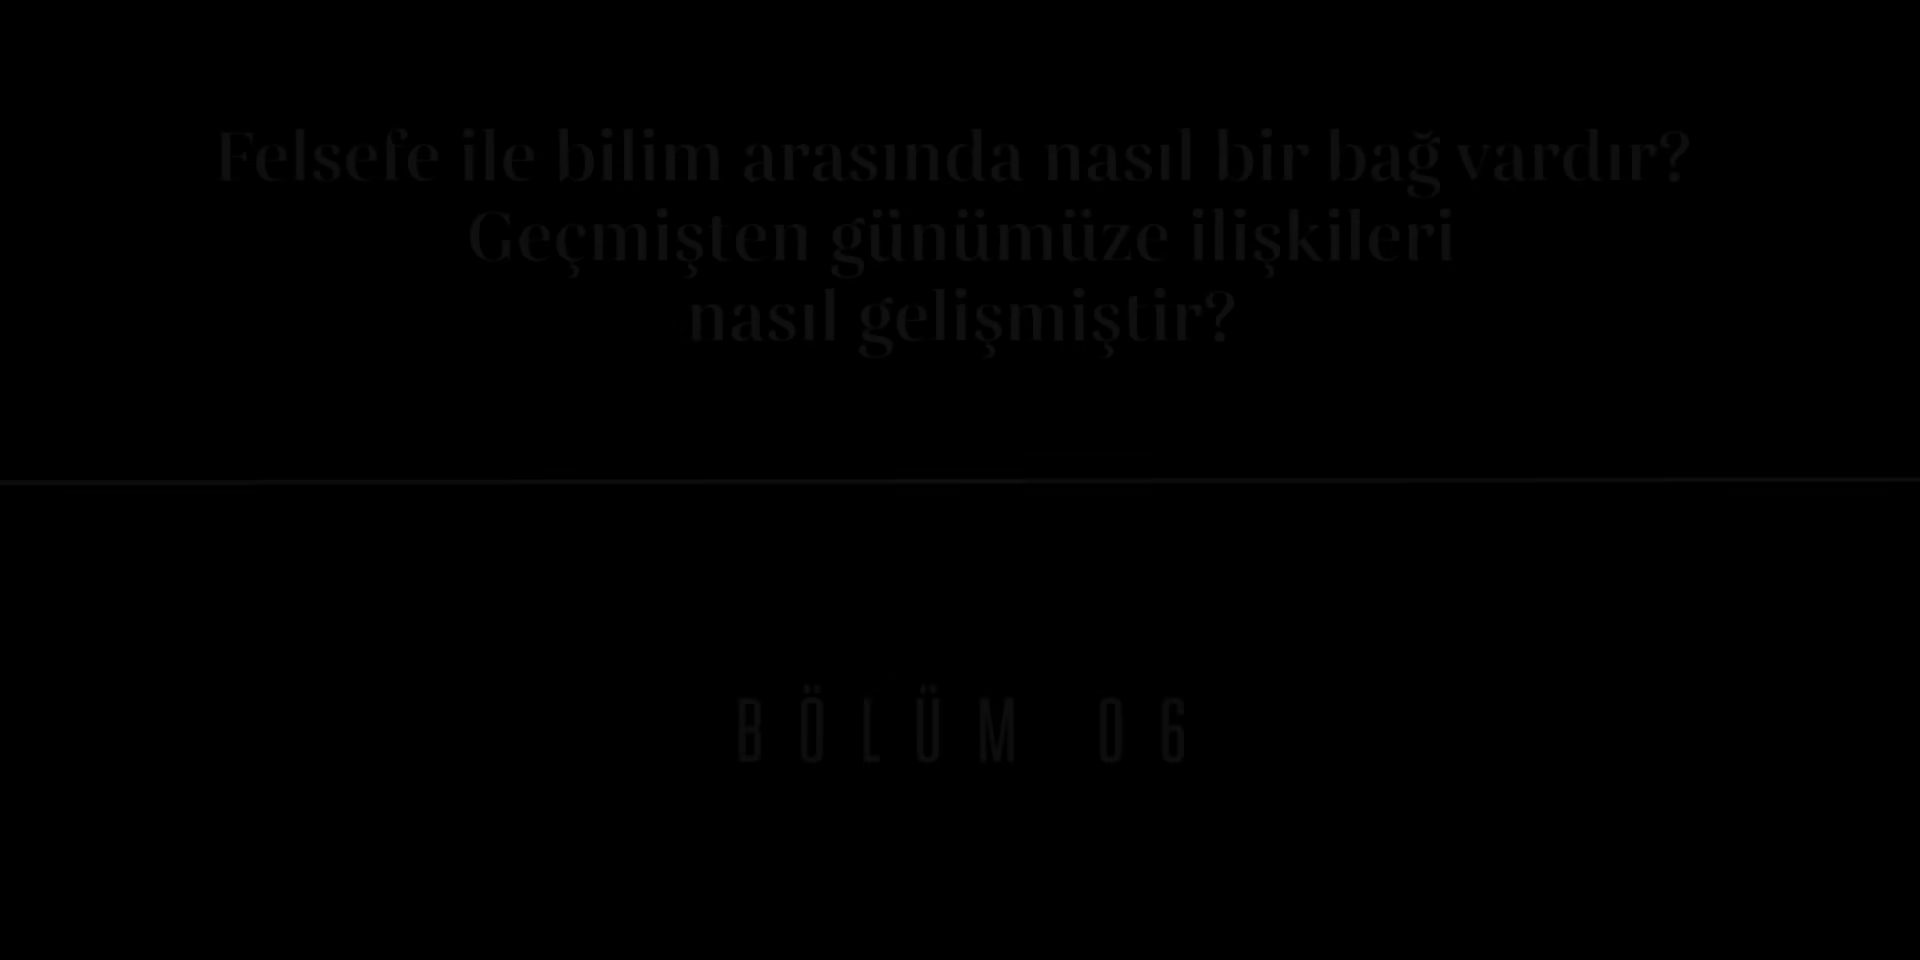 Felsefe ile bilim arasında nasıl bir bağ vardır?
Geçmişten günümüze ilişkileri
nasıl gelişmiştir?
BÖLÜM 06